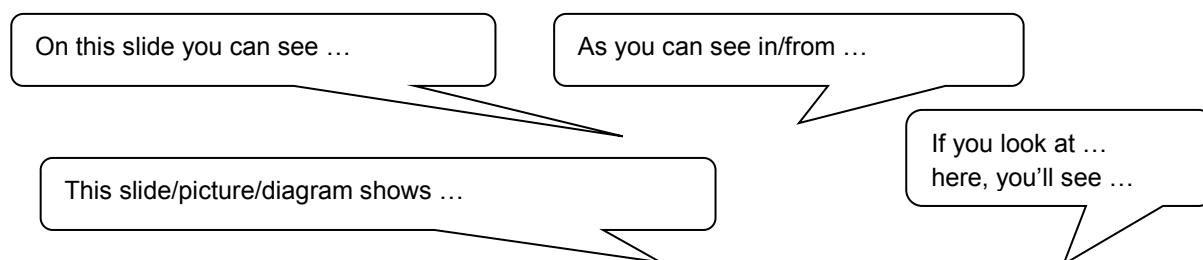 On this slide you can see …
As you can see in/from …
If you look at …
here, you’ll see …
This slide/picture/diagram shows …